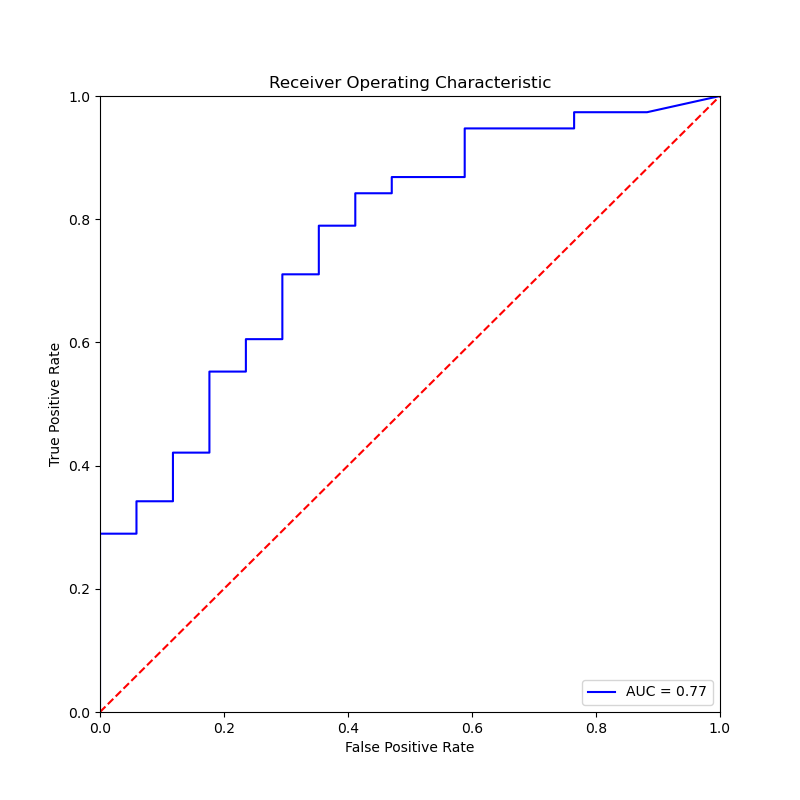 Receiver Operating Characteristic
1.0
0.8
0.6
0.4
0.2
0.0
True Positive Rate
AUC = 0.77
0.0 0.2 0.4 0.6 0.8 1.0
False Positive Rate